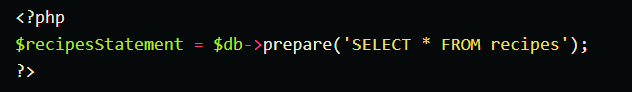 <?php
$recipesStatement = $db->prepare('SELECT * FROM recipes');
?>